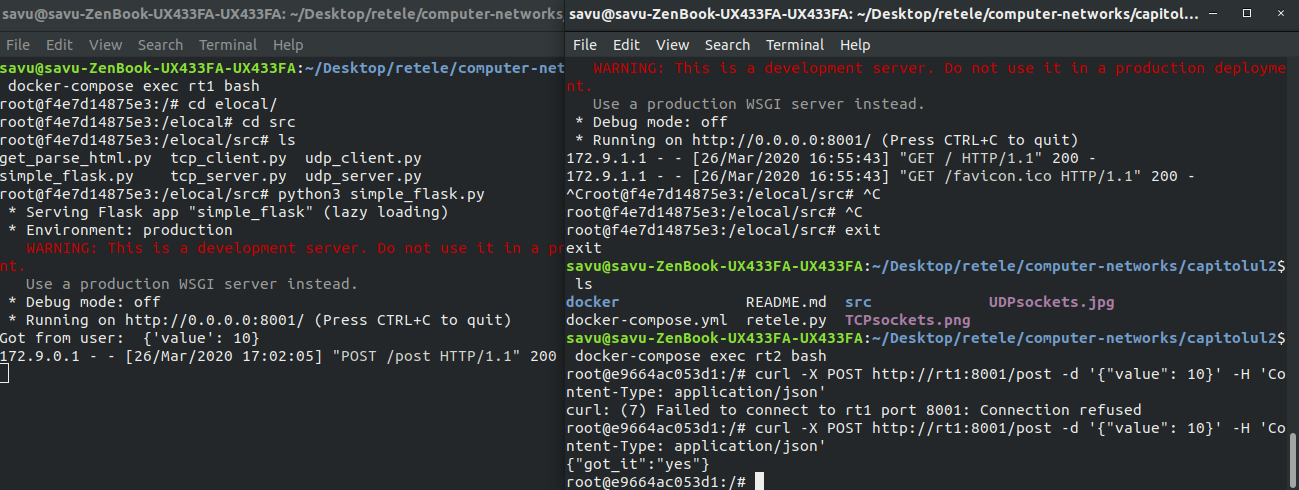 savu@savu-ZenBook-UX433FA-UX433FA: ~/Desktop/retele/computer-networks
File Edit View Search Terminal Help
savu@savu-ZenBook-UX433FA-UX433FA:~/Desktop/retele/computer-net
docker-compose exec rt1 bash
root@f4e7d14875e3:/# cd elocal/
root@f4e7d14875e3:/elocal# cd src
root@f4e7d14875e3:/elocal/src# ls
get_parse_html.py tcp_client.py udp_client.py
simple_flask.py tcp_server.py udp_server.py
root@f4e7d14875e3:/elocal/src# python3 simple_flask.py
* Serving Flask app "simple_flask" (lazy loading)
* Environment: production
WARNING: This is a development server. Do not use it in a pr
nt.
Use a production WSGI server instead.
* Debug mode: off
* Running on http://0.0.0.0:8001/ (Press CTRL+C to quit)
Got from user:  {'value': 10}
172.9.0.1 - - [26/Mar/2020 17:02:05] "POST /post HTTP/1.1" 200
savu@savu-ZenBook-UX433FA-UX433FA: ~/Desktop/retele/computer-networks/capitol...
File Edit View Search Terminal Help
WARNING: This is a development server. Do not use it in a production deployme
nt.
Use a production WSGI server instead.
* Debug mode: off
* Running on http://0.0.0.0:8001/ (Press CTRL+C to quit)
172.9.1.1 - - [26/Mar/2020 16:55:43] "GET / HTTP/1.1" 200 -
172.9.1.1 - - [26/Mar/2020 16:55:43] "GET /favicon.ico HTTP/1.1" 200 -
^Croot@f4e7d14875e3:/elocal/src# ^C
root@f4e7d14875e3:/elocal/src# ^C
root@f4e7d14875e3:/elocal/src# exit
exit
savu@savu-ZenBook-UX433FA-UX433FA:~/Desktop/retele/computer-networks/capitolul2$
ls
docker README.md src UDPsockets.jpg
docker-compose.yml retele.py TCPsockets.png
savu@savu-ZenBook-UX433FA-UX433FA:~/Desktop/retele/computer-networks/capitolul2$
docker-compose exec rt2 bash
root@e9664ac053d1:/# curl -X POST http://rt1:8001/post -d '{"value": 10}' -H 'Co
ntent-Type: application/json'
curl: (7) Failed to connect to rt1 port 8001: Connection refused
root@e9664ac053d1:/# curl -X POST http://rt1:8001/post -d '{"value": 10}' -H 'Co
ntent-Type: application/json'
{"got_it":"yes"}
root@e9664ac053d1:/#